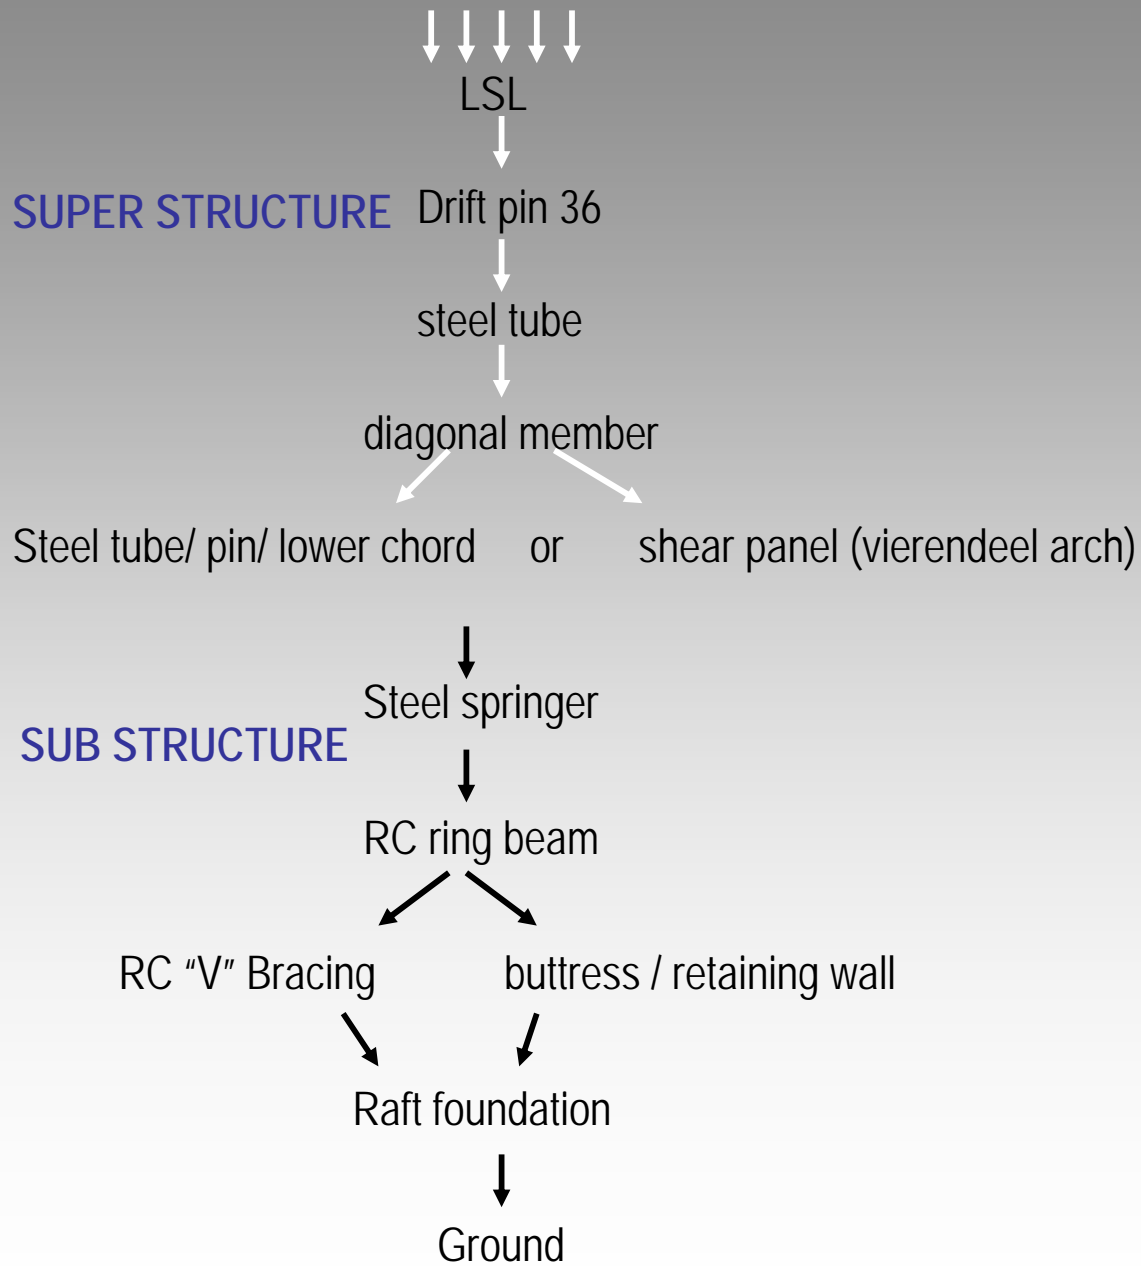 LSL
SUPER STRUCTURE Drift pin 36
steel tube
diagonal member
Steel tube/ pin/ lower chord or shear panel (vierendeel arch)
Steel springer
SUB STRUCTURE
RC ring beam
RC “V” Bracing buttress / retaining wall
Raft foundation
Ground